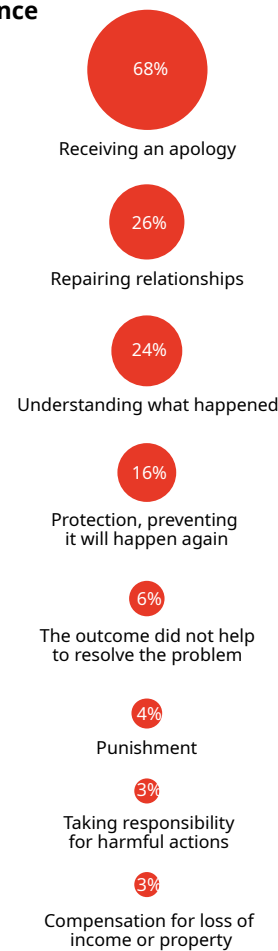 68%
Receiving an apology
26%
Repairing relationships
24%
Understanding what happened
16%
Protection, preventing
it will happen again
6%
The outcome did not help
to resolve the problem
4%
Punishment
3%
Taking responsibility
for harmful actions
3%
Compensation for loss of
income or property